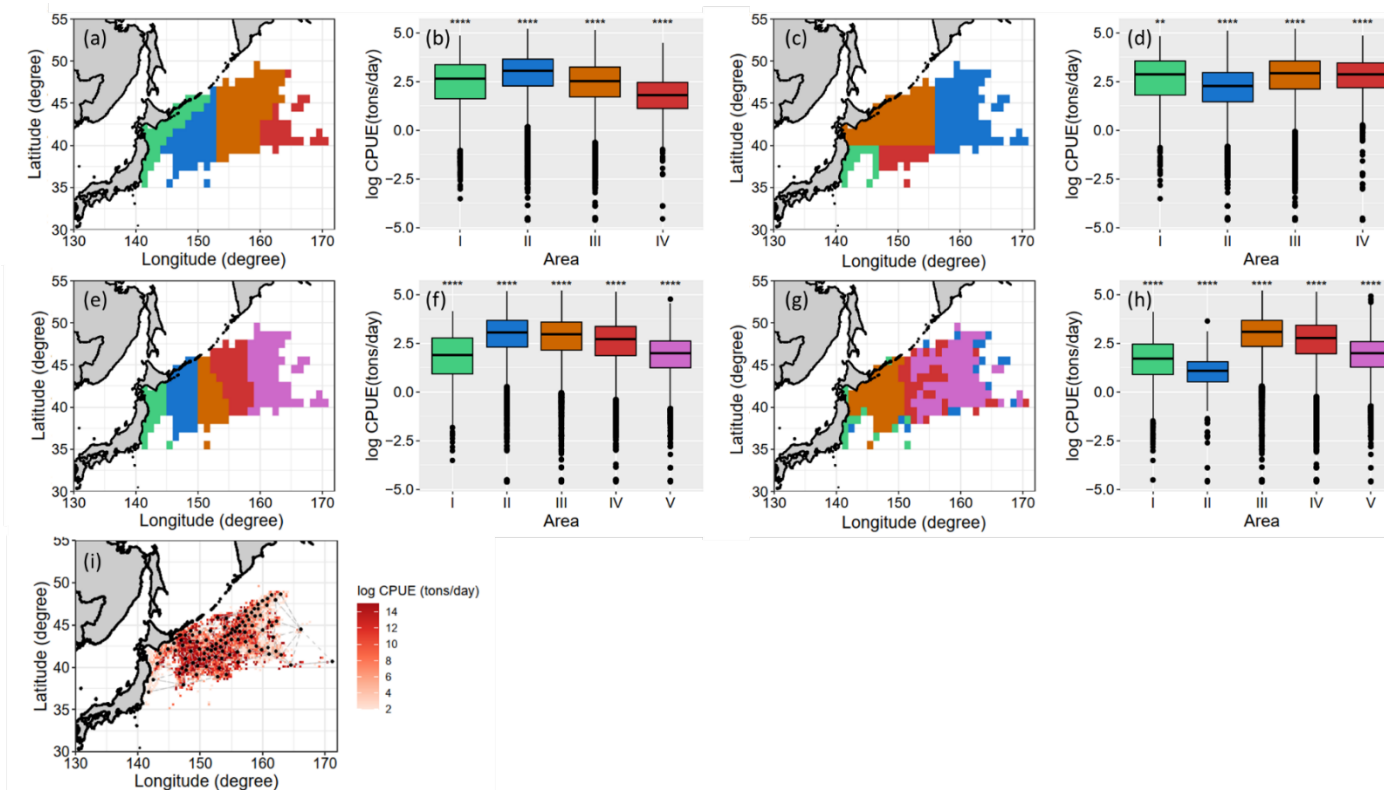 (a)
55
50
45
40
35
30
Latitude (degree)
130 140 150 160 170
Longitude (degree)
(b)
**** **** **** ****
5.0
2.5
0.0
−2.5
−5.0
log CPUE(tons/day)
I II III IV
Area
(c)
55
50
45
40
35
30
Latitude (degree)
130 140 150 160 170
Longitude (degree)
(d)
** **** **** ****
5.0
2.5
0.0
−2.5
−5.0
log CPUE(tons/day)
I II III IV
Area
(e)
55
50
45
40
35
30
Latitude (degree)
130 140 150 160 170
Longitude (degree)
(f)
**** **** **** **** ****
5.0
2.5
0.0
−2.5
−5.0
log CPUE(tons/day)
I II III IV V
Area
(g)
55
50
45
40
35
30
Latitude (degree)
130 140 150 160 170
Longitude (degree)
(h)
**** **** **** **** ****
5.0
2.5
0.0
−2.5
−5.0
log CPUE(tons/day)
I II III IV V
Area
(i)
55
50
45
40
35
30
Latitude (degree)
130 140 150 160 170
Longitude (degree)
log CPUE (tons/day)
14
12
10
8
6
4
2